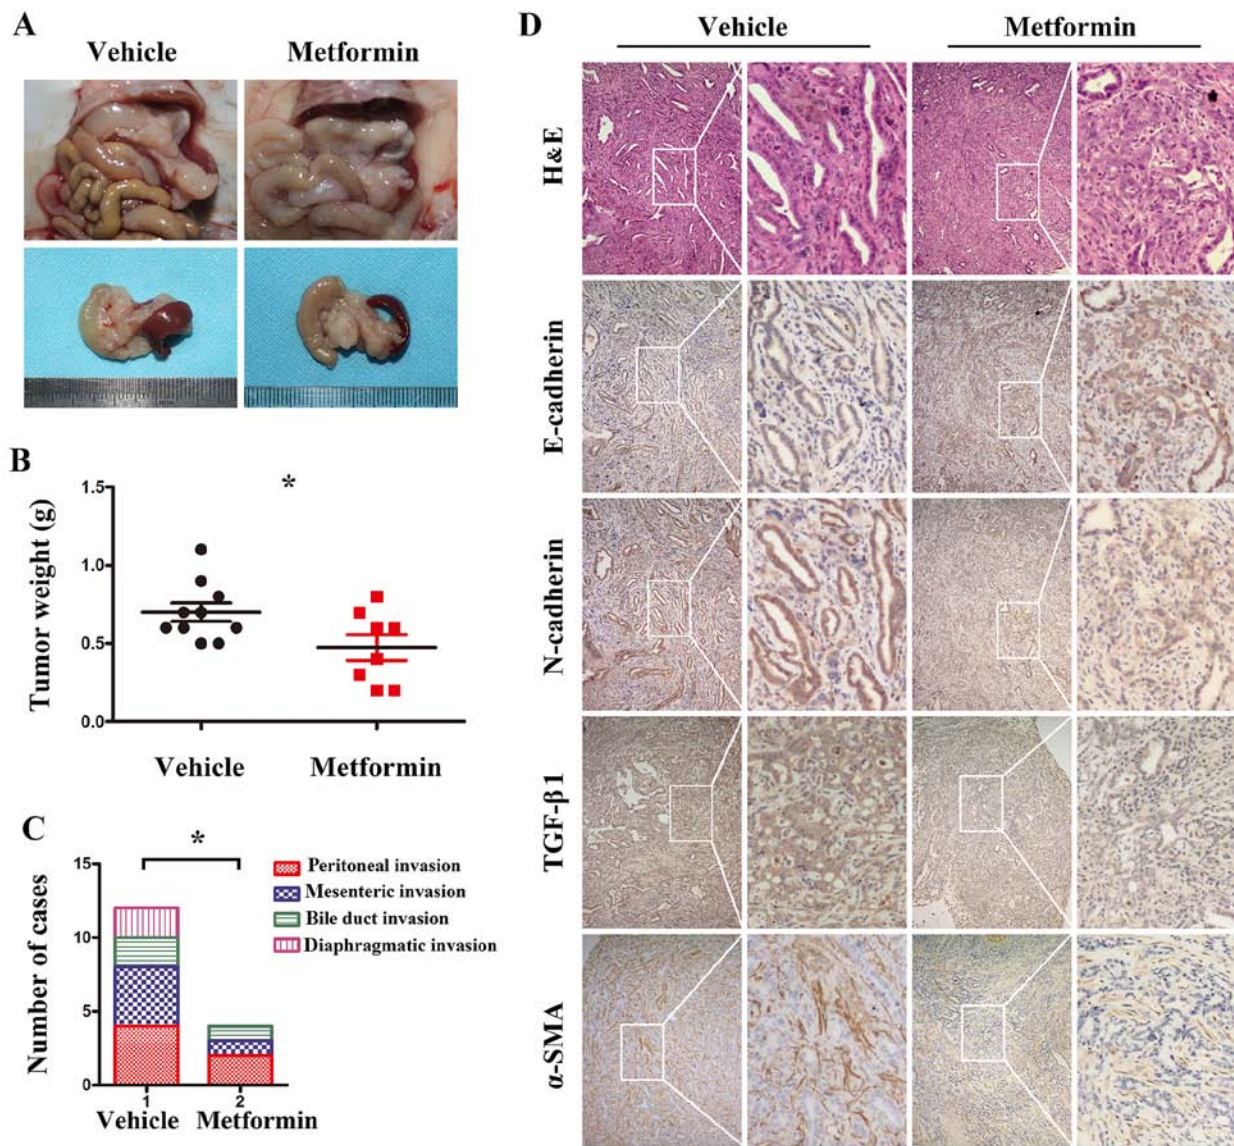 A
Vehicle
Metformin
B
*
Tumor weight (g)
1.5
1.0
0.5
0.0
Vehicle
Metformin
C
*
Number of cases
15
10
5
0
1
2
Vehicle
Metformin
Peritoneal invasion
Mesenteric invasion
Bile duct invasion
Diaphragmatic invasion
D
Vehicle
Metformin
H&E
E-cadherin
N-cadherin
TGF-β1
α-SMA